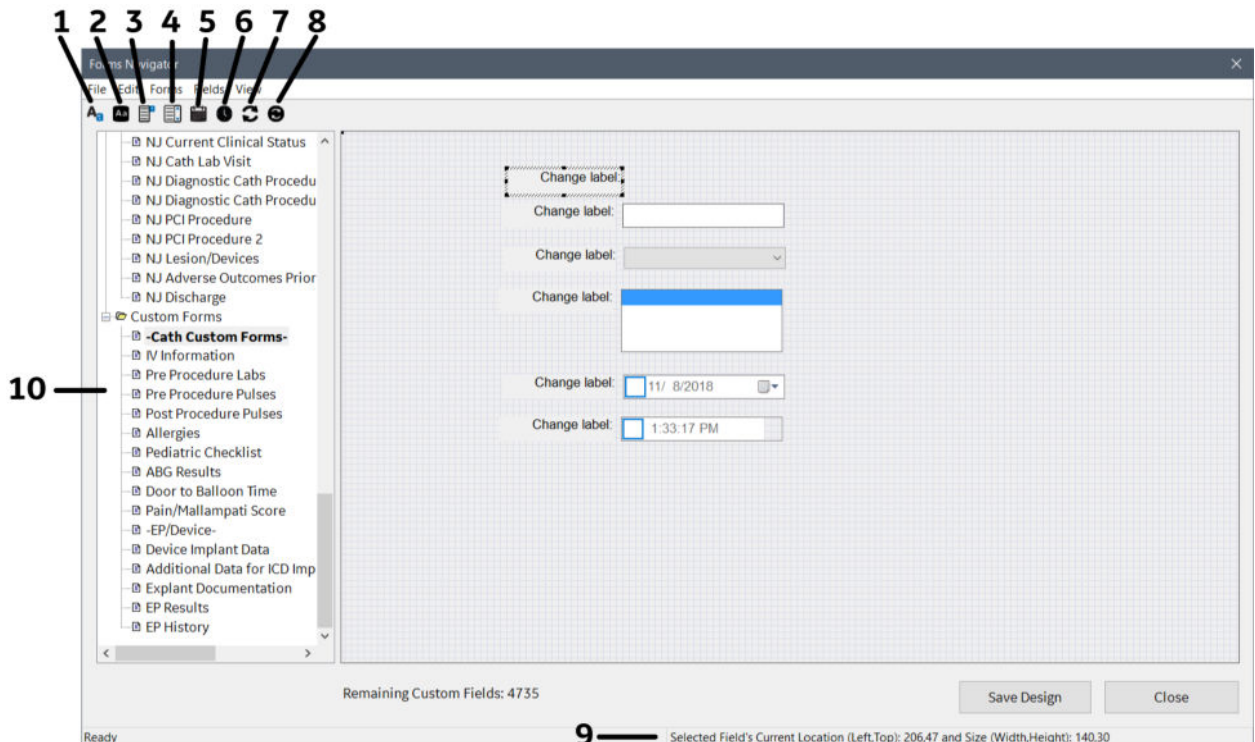 1 2 3 4 5 6 7 8
Forms Navigator
File Edit Forms Fields View
NJ Current Clinical Status
NJ Cath Lab Visit
NJ Diagnostic Cath Procedu
NJ Diagnostic Cath Procedu
NJ PCI Procedure
NJ PCI Procedure 2
NJ Lesion/Devices
NJ Adverse Outcomes Prior
NJ Discharge
Custom Forms
-Cath Custom Forms-
IV Information
Pre Procedure Labs
Pre Procedure Pulses
Post Procedure Pulses
Allergies
Pediatric Checklist
ABG Results
Door to Balloon Time
Pain/Mallampati Score
-EP/Device-
Device Implant Data
Additional Data for ICD Imp
Explant Documentation
EP Results
EP History
10
Change label:
Change label:
Change label:
Change label:
Change label: 11/ 8/2018
Change label: 1:33:17 PM
Remaining Custom Fields: 4735
Save Design Close
Ready
9
Selected Field's Current Location (Left,Top): 206,47 and Size (Width,Height): 140,30